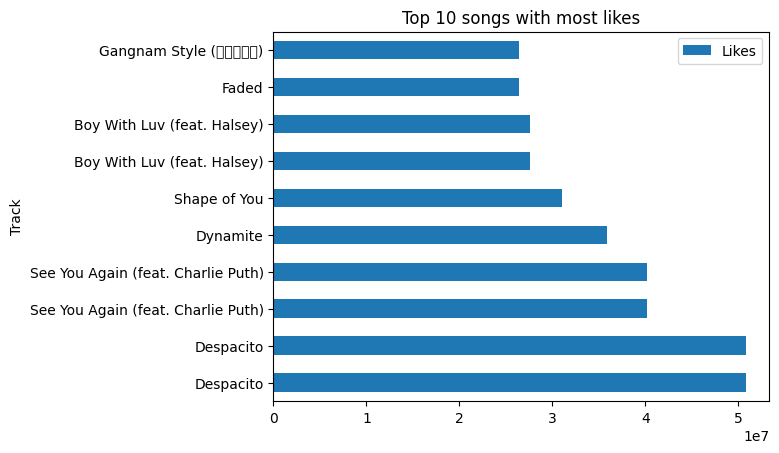 Top 10 songs with most likes
Likes
Gangnam Style (▯▯▯▯▯)
Faded
Boy With Luv (feat. Halsey)
Boy With Luv (feat. Halsey)
Shape of You
Dynamite
See You Again (feat. Charlie Puth)
See You Again (feat. Charlie Puth)
Despacito
Despacito
Track
0 1 2 3 4 5
1e7